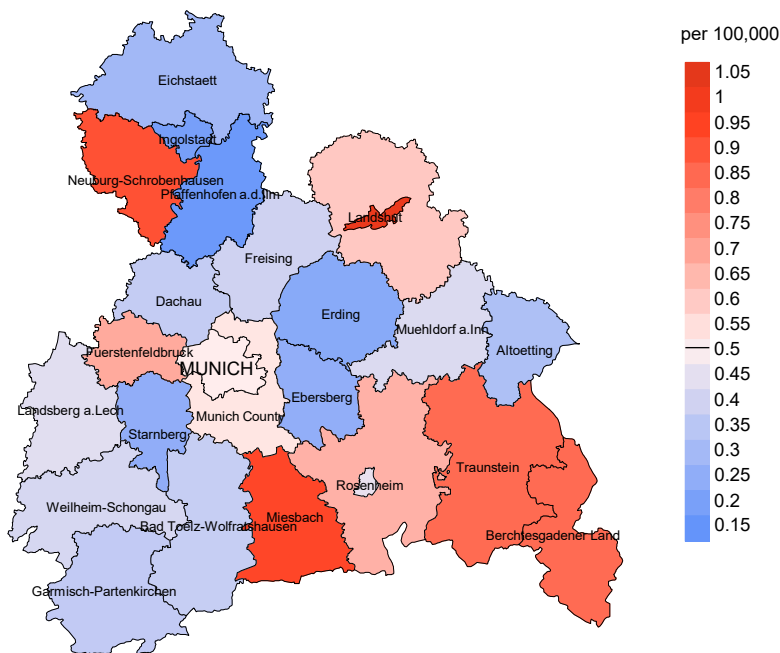 per 100,000
1.05
1
0.95
0.9
0.85
0.8
0.75
0.7
0.65
0.6
0.55
0.5
0.45
0.4
0.35
0.3
0.25
0.2
0.15
Eichstaett
Ingolstadt
Neuburg-Schrobenhausen
Pfaffenhofen a.d.Ilm
Landshut
Freising
Dachau
Erding
Muehldorf a.Inn
Altoetting
Fuerstenfeldbruck
MUNICH
Ebersberg
Landsberg a.Lech
Munich County
Starnberg
Traunstein
Rosenheim
Weilheim-Schongau
Miesbach
Bad Toelz-Wolfratshausen
Berchtesgadener Land
Garmisch-Partenkirchen